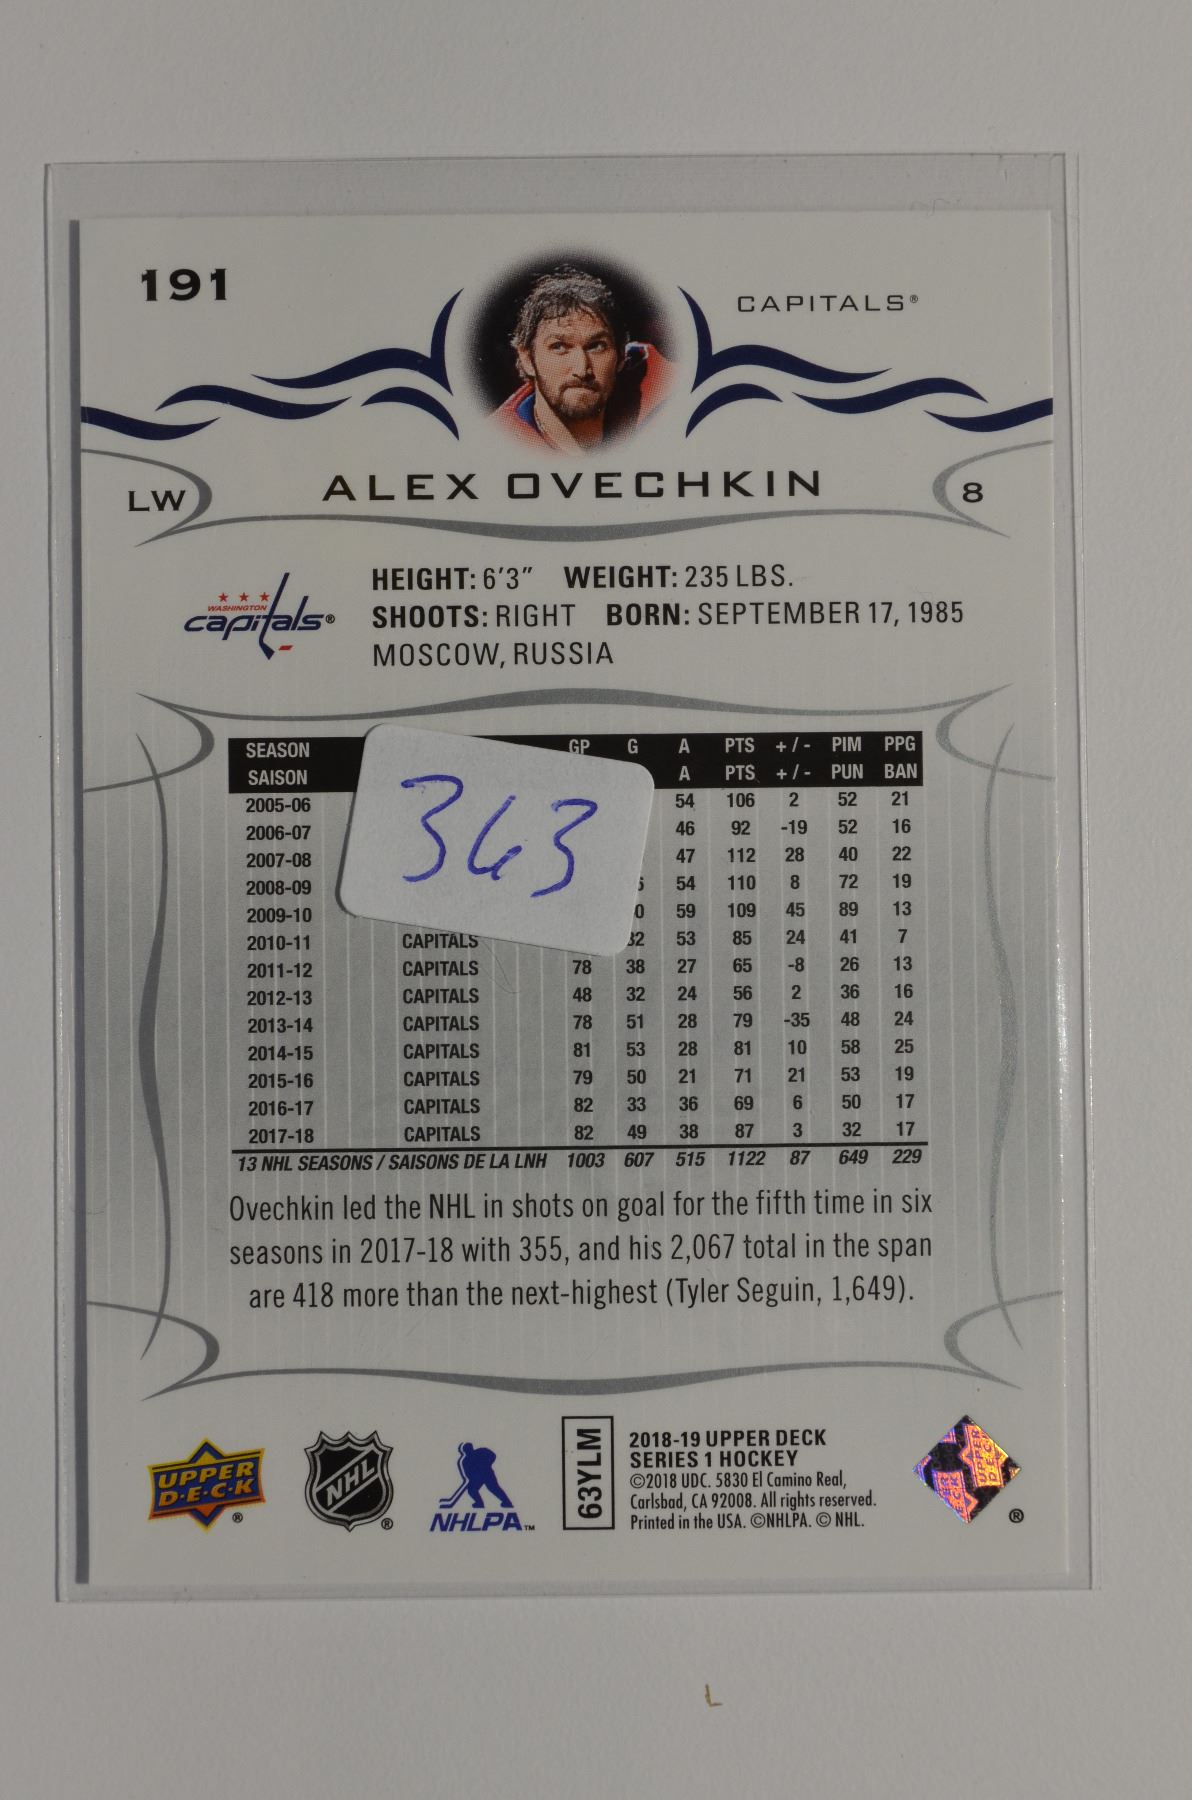 191
CAPITALS®
LW ALEX OVECHKIN 8
WASHINGTON
capitals®
HEIGHT: 6'3" WEIGHT: 235 LBS.
SHOOTS: RIGHT BORN: SEPTEMBER 17, 1985
MOSCOW, RUSSIA
SEASON GP G A PTS +/- PIM PPG
SAISON A PTS +/- PUN BAN
2005-06 54 106 2 52 21
2006-07 46 92 -19 52 16
2007-08 47 112 28 40 22
2008-09 54 110 8 72 19
2009-10 59 109 45 89 13
363
2010-11 CAPITALS 32 53 85 24 41 7
2011-12 CAPITALS 78 38 27 65 -8 26 13
2012-13 CAPITALS 48 32 24 56 2 36 16
2013-14 CAPITALS 78 51 28 79 -35 48 24
2014-15 CAPITALS 81 53 28 81 10 58 25
2015-16 CAPITALS 79 50 21 71 21 53 19
2016-17 CAPITALS 82 33 36 69 6 50 17
2017-18 CAPITALS 82 49 38 87 3 32 17
13 NHL SEASONS / SAISONS DE LA LNH 1003 607 515 1122 87 649 229
Ovechkin led the NHL in shots on goal for the fifth time in six
seasons in 2017-18 with 355, and his 2,067 total in the span
are 418 more than the next-highest (Tyler Seguin, 1,649).
UPPER
D·E·C·K®
NHL®
NHLPA™
63YLM
2018-19 UPPER DECK
SERIES 1 HOCKEY
©2018 UDC. 5830 El Camino Real,
Carlsbad, CA 92008. All rights reserved.
Printed in the USA. ©NHLPA. © NHL.
UPPER DECK
®